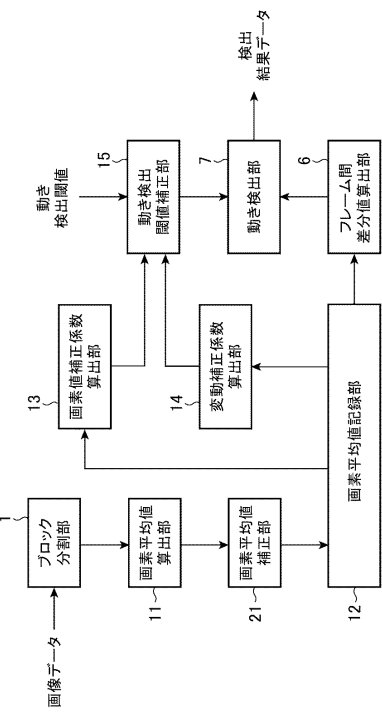 画像データ
1
ブロック
分割部
画素平均値
算出部
11
画素平均値
補正部
21
画素平均値記録部
12
13
画素値補正係数
算出部
14
変動補正係数
算出部
動き
検出閾値
15
動き検出
閾値補正部
7
動き検出部
6
フレーム間
差分値算出部
検出
結果データ